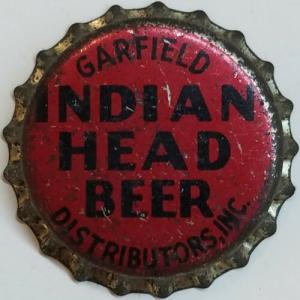 GARFIELD
INDIAN
HEAD
BEER
DISTRIBUTORS, INC.